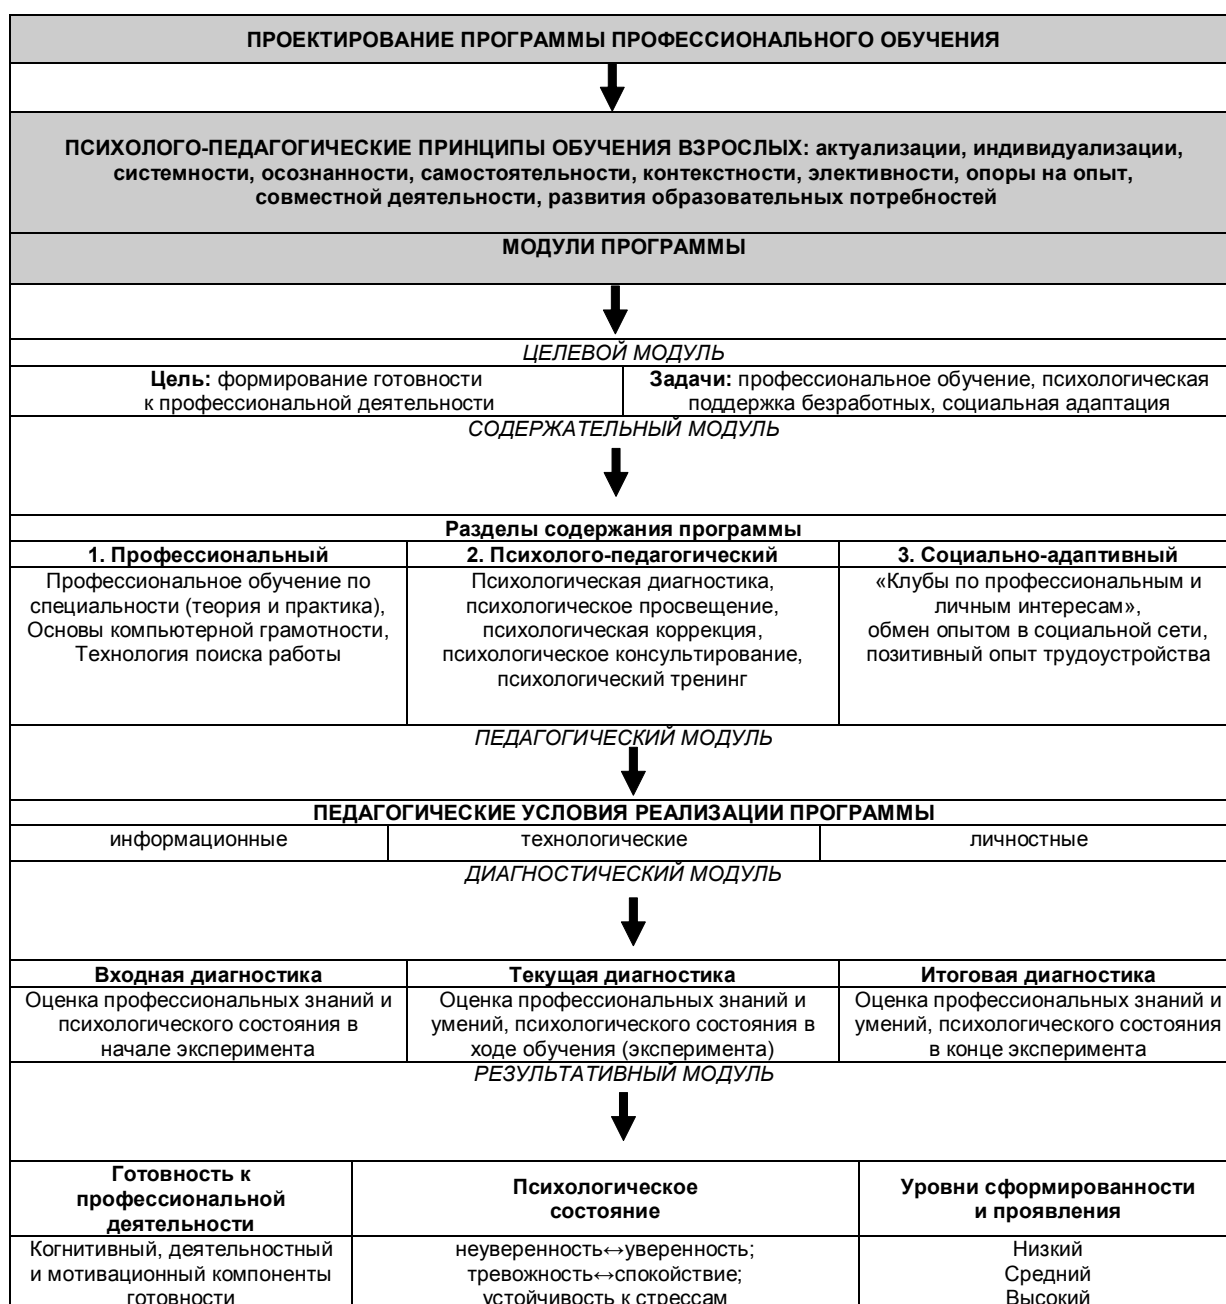 ПРОЕКТИРОВАНИЕ ПРОГРАММЫ ПРОФЕССИОНАЛЬНОГО ОБУЧЕНИЯ
ПСИХОЛОГО-ПЕДАГОГИЧЕСКИЕ ПРИНЦИПЫ ОБУЧЕНИЯ ВЗРОСЛЫХ: актуализации, индивидуализации,
системности, осознанности, самостоятельности, контекстности, элективности, опоры на опыт,
совместной деятельности, развития образовательных потребностей
МОДУЛИ ПРОГРАММЫ
ЦЕЛЕВОЙ МОДУЛЬ
Цель: формирование готовности
к профессиональной деятельности
Задачи: профессиональное обучение, психологическая
поддержка безработных, социальная адаптация
СОДЕРЖАТЕЛЬНЫЙ МОДУЛЬ
Разделы содержания программы
1. Профессиональный
Профессиональное обучение по
специальности (теория и практика),
Основы компьютерной грамотности,
Технология поиска работы
2. Психолого-педагогический
Психологическая диагностика,
психологическое просвещение,
психологическая коррекция,
психологическое консультирование,
психологический тренинг
3. Социально-адаптивный
«Клубы по профессиональным и
личным интересам»,
обмен опытом в социальной сети,
позитивный опыт трудоустройства
ПЕДАГОГИЧЕСКИЙ МОДУЛЬ
ПЕДАГОГИЧЕСКИЕ УСЛОВИЯ РЕАЛИЗАЦИИ ПРОГРАММЫ
информационные
технологические
личностные
ДИАГНОСТИЧЕСКИЙ МОДУЛЬ
Входная диагностика
Оценка профессиональных знаний и
психологического состояния в
начале эксперимента
Текущая диагностика
Оценка профессиональных знаний и
умений, психологического состояния в
ходе обучения (эксперимента)
Итоговая диагностика
Оценка профессиональных знаний и
умений, психологического состояния
в конце эксперимента
РЕЗУЛЬТАТИВНЫЙ МОДУЛЬ
Готовность к
профессиональной
деятельности
Когнитивный, деятельностный
и мотивационный компоненты
готовности
Психологическое
состояние
неуверенность↔уверенность;
тревожность↔спокойствие;
устойчивость к стрессам
Уровни сформированности
и проявления
Низкий
Средний
Высокий